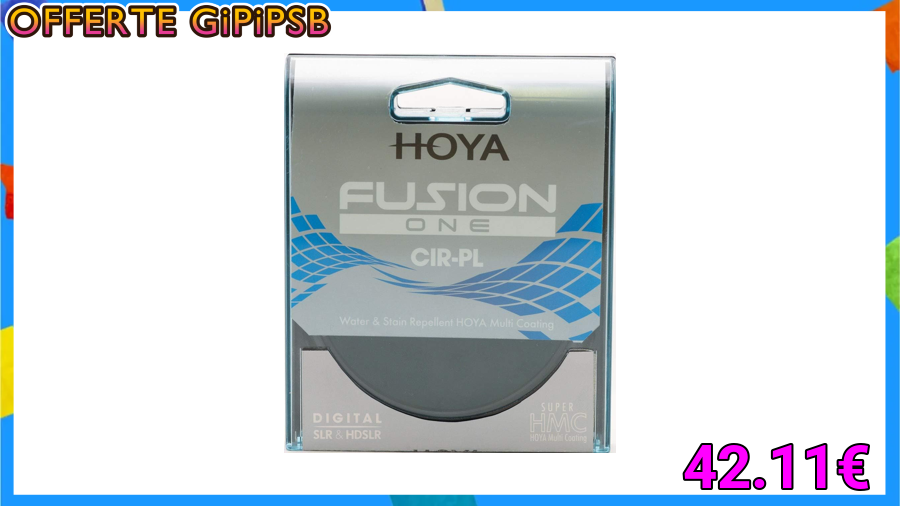 OFFERTE GiPiPSB
HOYA
FUSION
ONE
CIR-PL
Water & Stain Repellent HOYA Multi Coating
DIGITAL
SLR & HDSLR
SUPER
HMC
HOYA Multi Coating
HOYA
42.11€